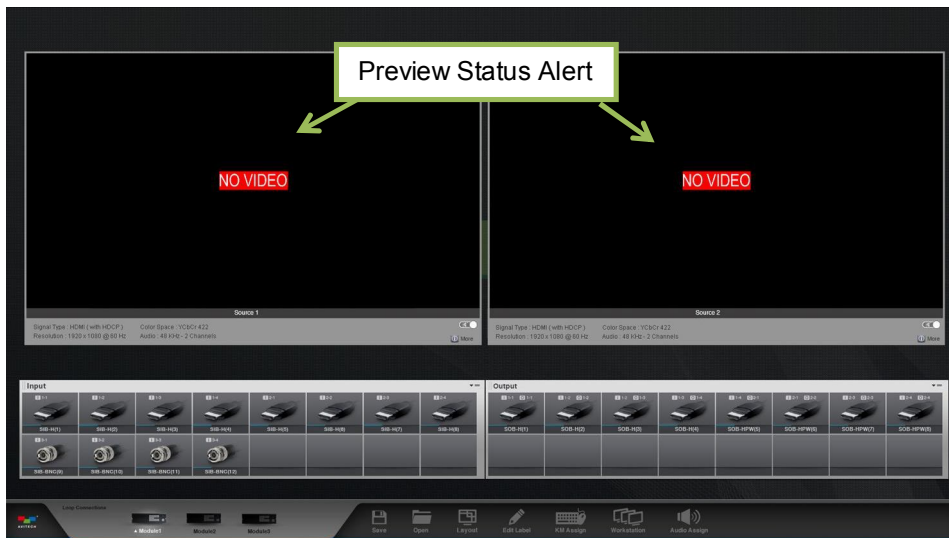 Preview Status Alert
NO VIDEO
NO VIDEO
Source 1
Source 2
Signal Type : HDMI ( with HDCP )
Color Space : YCbCr 422
Resolution : 1920 x 1080 @ 60 Hz
Audio : 48 KHz - 2 Channels
More
Signal Type : HDMI ( with HDCP )
Color Space : YCbCr 422
Resolution : 1920 x 1080 @ 60 Hz
Audio : 48 KHz - 2 Channels
More
Input
Output
SIB-H(1) SIB-H(2) SIB-H(3) SIB-H(4) SIB-H(5) SIB-H(6) SIB-H(7) SIB-H(8)
SOB-H(1) SOB-H(2) SOB-H(3) SOB-H(4) SOB-HPW(5) SOB-HPW(6) SOB-HPW(7) SOB-HPW(8)
SIB-BNC(9) SIB-BNC(10) SIB-BNC(11) SIB-BNC(12)
Loop Connections
AVITECH
Module1 Module2 Module3
Save Open Layout Edit Label KM Assign Workstation Audio Assign